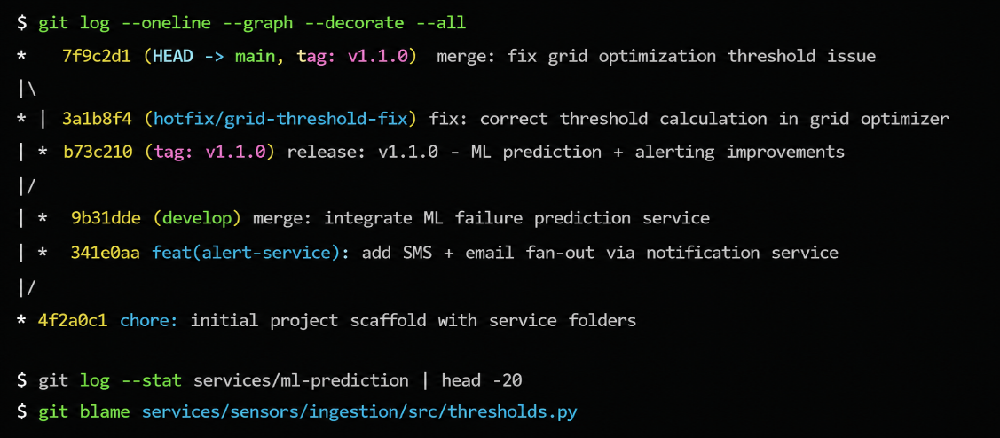 $ git log --oneline --graph --decorate --all
*   7f9c2d1 (HEAD -> main, tag: v1.1.0)  merge: fix grid optimization threshold issue
|\
* | 3a1b8f4 (hotfix/grid-threshold-fix) fix: correct threshold calculation in grid optimizer
| * b73c210 (tag: v1.1.0) release: v1.1.0 - ML prediction + alerting improvements
|/
| *  9b31dde (develop) merge: integrate ML failure prediction service
| *  341e0aa feat(alert-service): add SMS + email fan-out via notification service
|/
* 4f2a0c1 chore: initial project scaffold with service folders
$ git log --stat services/ml-prediction | head -20
$ git blame services/sensors/ingestion/src/thresholds.py